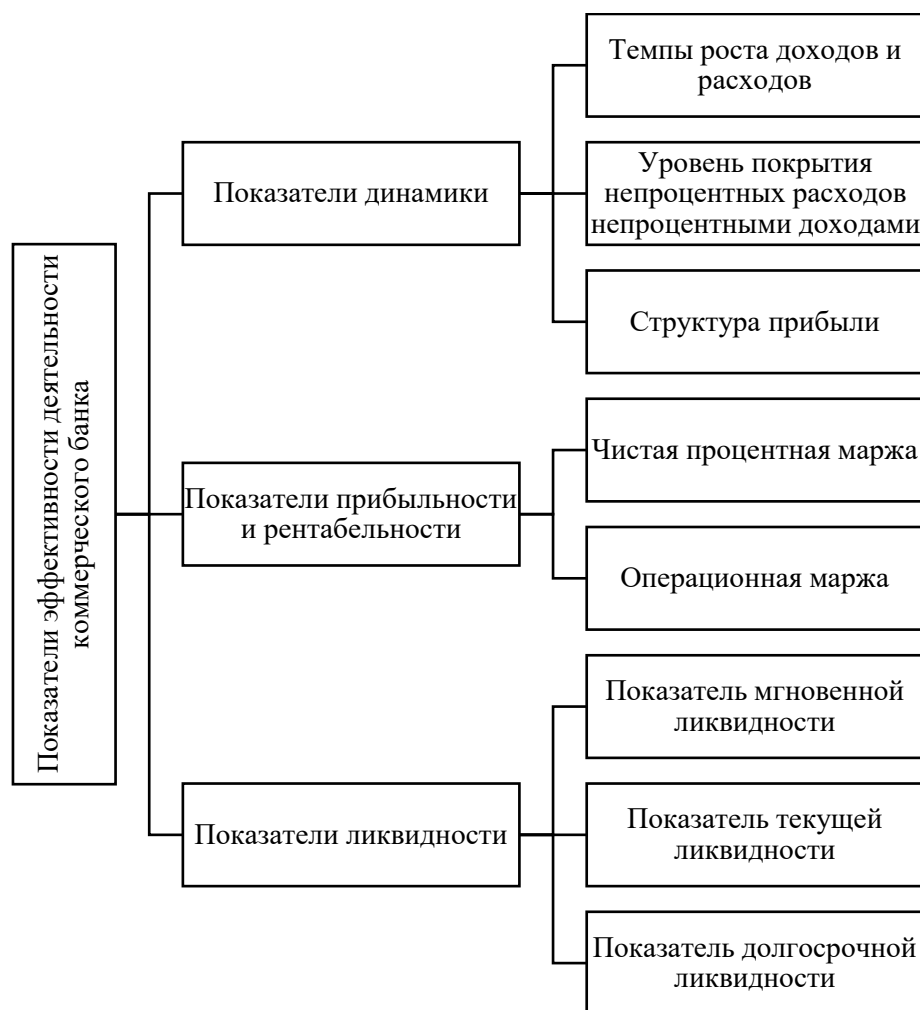 Показатели эффективности деятельности
коммерческого банка
Показатели динамики
Темпы роста доходов и
расходов
Уровень покрытия
непроцентных расходов
непроцентными доходами
Структура прибыли
Показатели прибыльности
и рентабельности
Чистая процентная маржа
Операционная маржа
Показатели ликвидности
Показатель мгновенной
ликвидности
Показатель текущей
ликвидности
Показатель долгосрочной
ликвидности